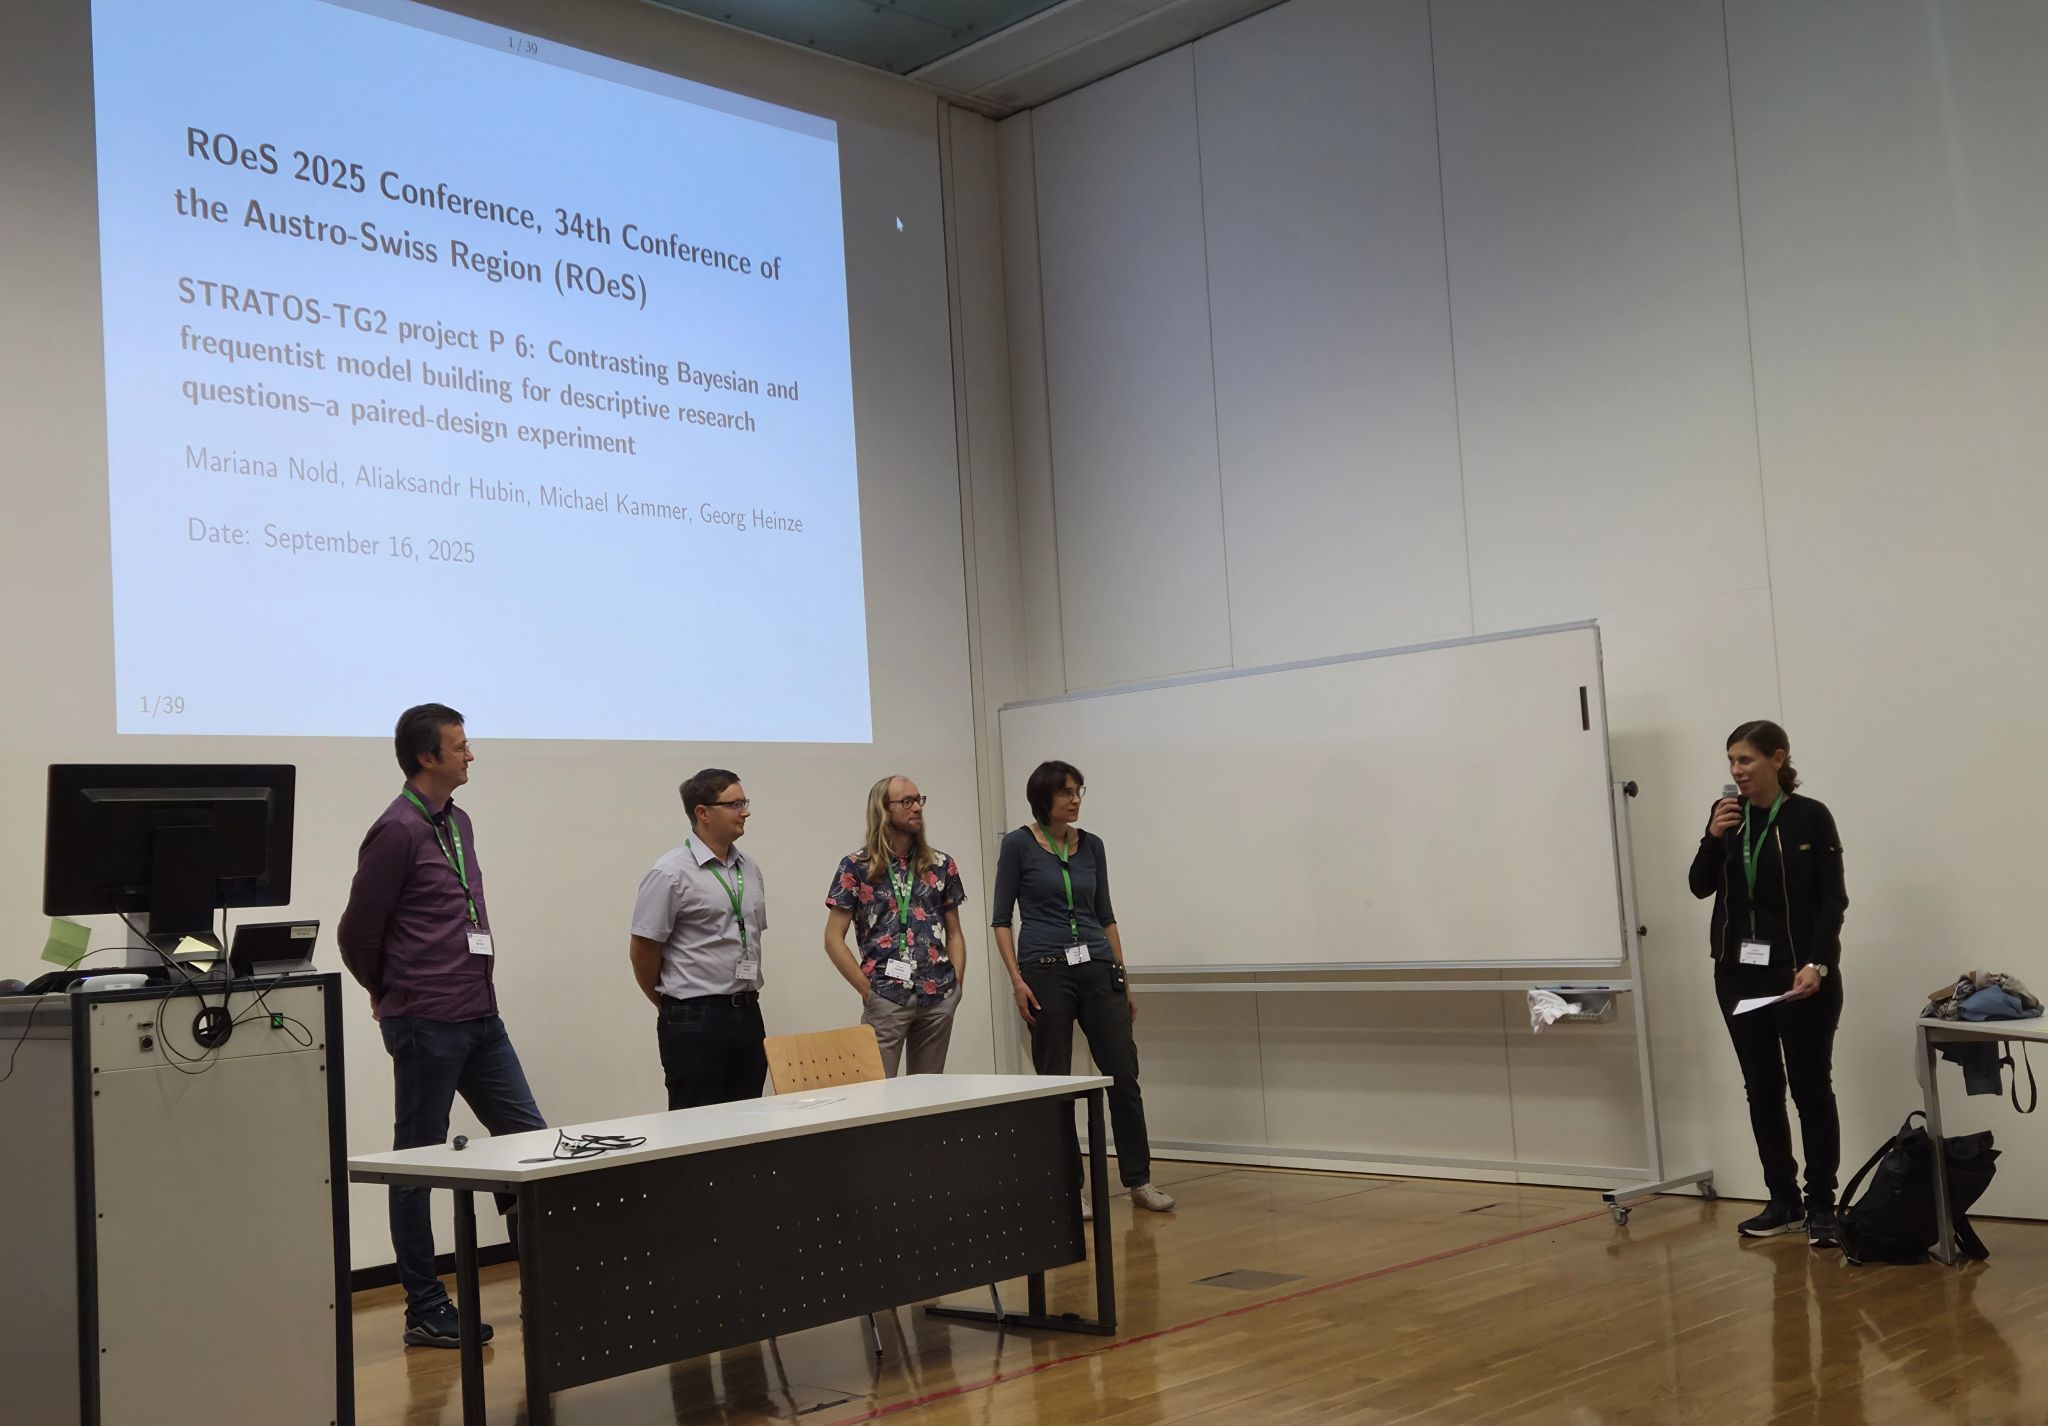 1 / 39
ROeS 2025 Conference, 34th Conference of
the Austro-Swiss Region (ROeS)
STRATOS-TG2 project P 6: Contrasting Bayesian and
frequentist model building for descriptive research
questions–a paired-design experiment
Mariana Nold, Aliaksandr Hubin, Michael Kammer, Georg Heinze
Date: September 16, 2025
1/39